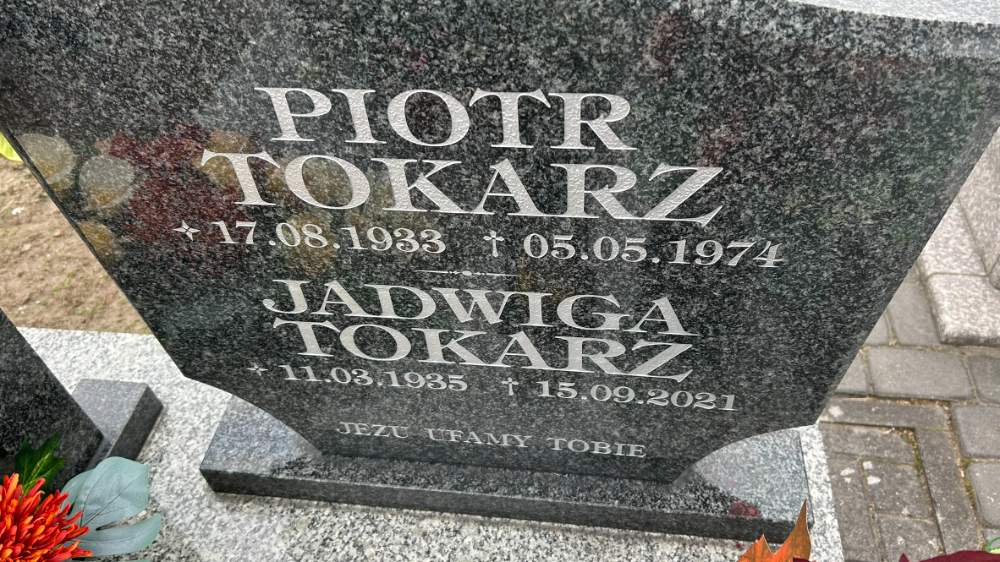 PIOTR
TOKARZ
17.08.1933 † 05.05.1974
JADWIGA
TOKARZ
11.03.1935 † 15.09.2021
JEZU UFAMY TOBIE